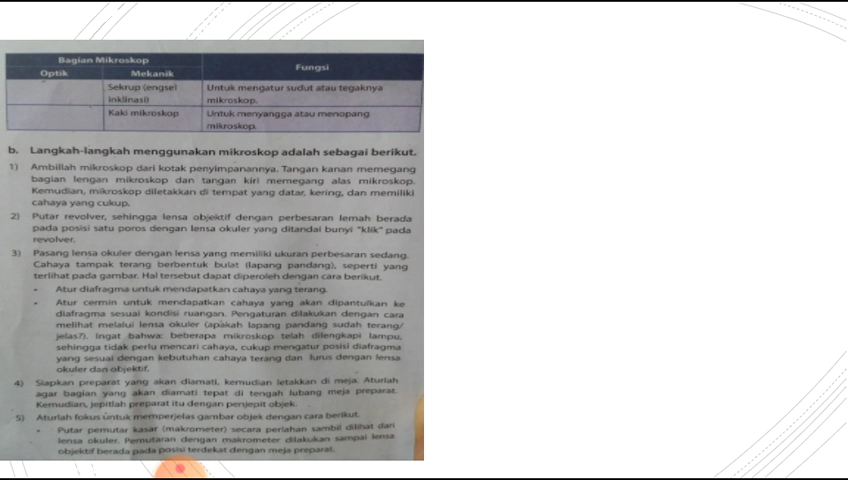 Bagian Mikroskop
Fungsi
Optik
Mekanik
Sekrup (engsel
inklinasi)
Untuk mengatur sudut atau tegaknya
mikroskop.
Kaki mikroskop
Untuk menyangga atau menopang
mikroskop.
b. Langkah-langkah menggunakan mikroskop adalah sebagai berikut.
1) Ambillah mikroskop dari kotak penyimpanannya. Tangan kanan memegang
bagian lengan mikroskop dan tangan kiri memegang alas mikroskop.
Kemudian, mikroskop diletakkan di tempat yang datar, kering, dan memiliki
cahaya yang cukup.
2) Putar revolver, sehingga lensa objektif dengan perbesaran lemah berada
pada posisi satu poros dengan lensa okuler yang ditandai bunyi "klik" pada
revolver.
3) Pasang lensa okuler dengan lensa yang memiliki ukuran perbesaran sedang.
Cahaya tampak terang berbentuk bulat (lapang pandang), seperti yang
terlihat pada gambar. Hal tersebut dapat diperoleh dengan cara berikut.
• Atur diafragma untuk mendapatkan cahaya yang terang.
• Atur cermin untuk mendapatkan cahaya yang akan dipantulkan ke
diafragma sesuai kondisi ruangan. Pengaturan dilakukan dengan cara
melihat melalui lensa okuler (apakah lapang pandang sudah terang/
jelas?). Ingat bahwa: beberapa mikroskop telah dilengkapi lampu,
sehingga tidak perlu mencari cahaya, cukup mengatur posisi diafragma
yang sesuai dengan kebutuhan cahaya terang dan lurus dengan lensa
okuler dan objektif.
4) Siapkan preparat yang akan diamati, kemudian letakkan di meja. Aturlah
agar bagian yang akan diamati tepat di tengah lubang meja preparat.
Kemudian, jepitlah preparat itu dengan penjepit objek.
5) Aturlah fokus untuk memperjelas gambar objek dengan cara berikut.
• Putar pemutar kasar (makrometer) secara perlahan sambil dilihat dari
lensa okuler. Pemutaran dengan makrometer dilakukan sampai lensa
objektif berada pada posisi terdekat dengan meja preparat.